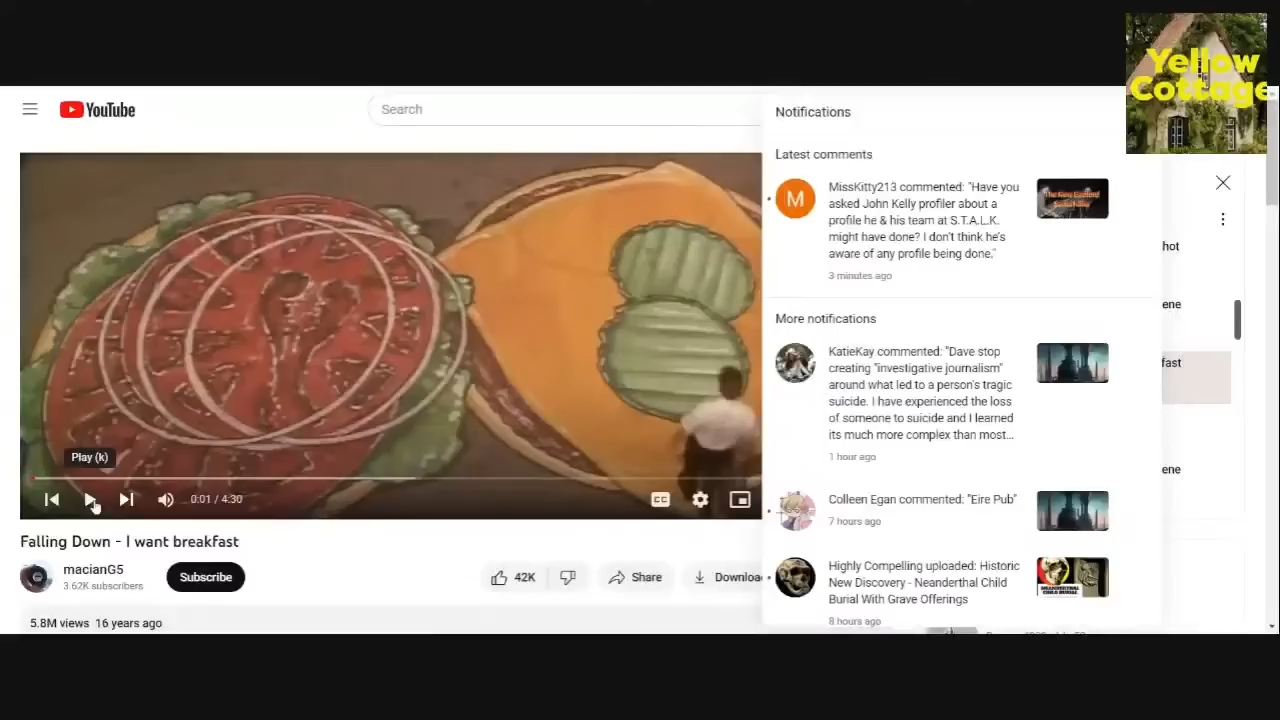 Yellow
Cottage
YouTube
Search
Notifications
Latest comments
M
MissKitty213 commented: "Have you
asked John Kelly profiler about a
profile he & his team at S.T.A.L.K.
might have done? I don't think he's
aware of any profile being done."
3 minutes ago
More notifications
KatieKay commented: "Dave stop
creating "investigative journalism"
around what led to a person's tragic
suicide. I have experienced the loss
of someone to suicide and I learned
its much more complex than most...
1 hour ago
Colleen Egan commented: "Eire Pub"
7 hours ago
Highly Compelling uploaded: Historic
New Discovery - Neanderthal Child
Burial With Grave Offerings
8 hours ago
NEANDERTHAL
CHILD BURIAL
hot
ene
fast
ene
Play (k)
0:01 / 4:30
CC
Falling Down - I want breakfast
macianG5
3.62K subscribers
Subscribe
42K
Share
Downloa
5.8M views 16 years ago